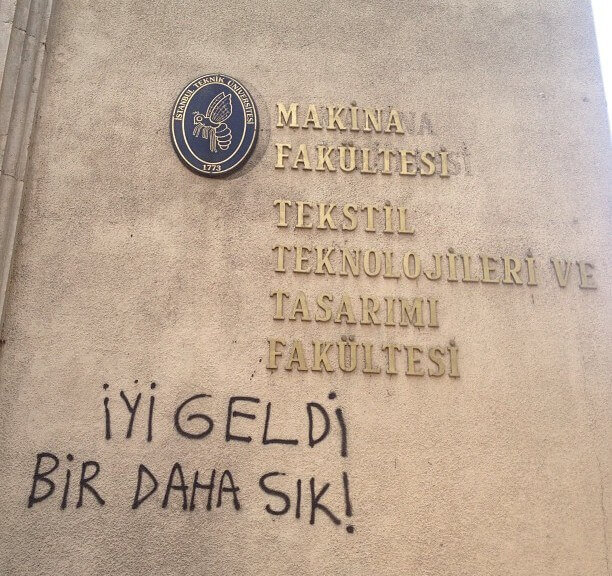 İSTANBUL TEKNİK ÜNİVERSİTESİ
1773
MAKİNA
FAKÜLTESİ
TEKSTİL
TEKNOLOJİLERİ VE
TASARIMI
FAKÜLTESİ
İYİ GELDİ
BİR DAHA SIK!